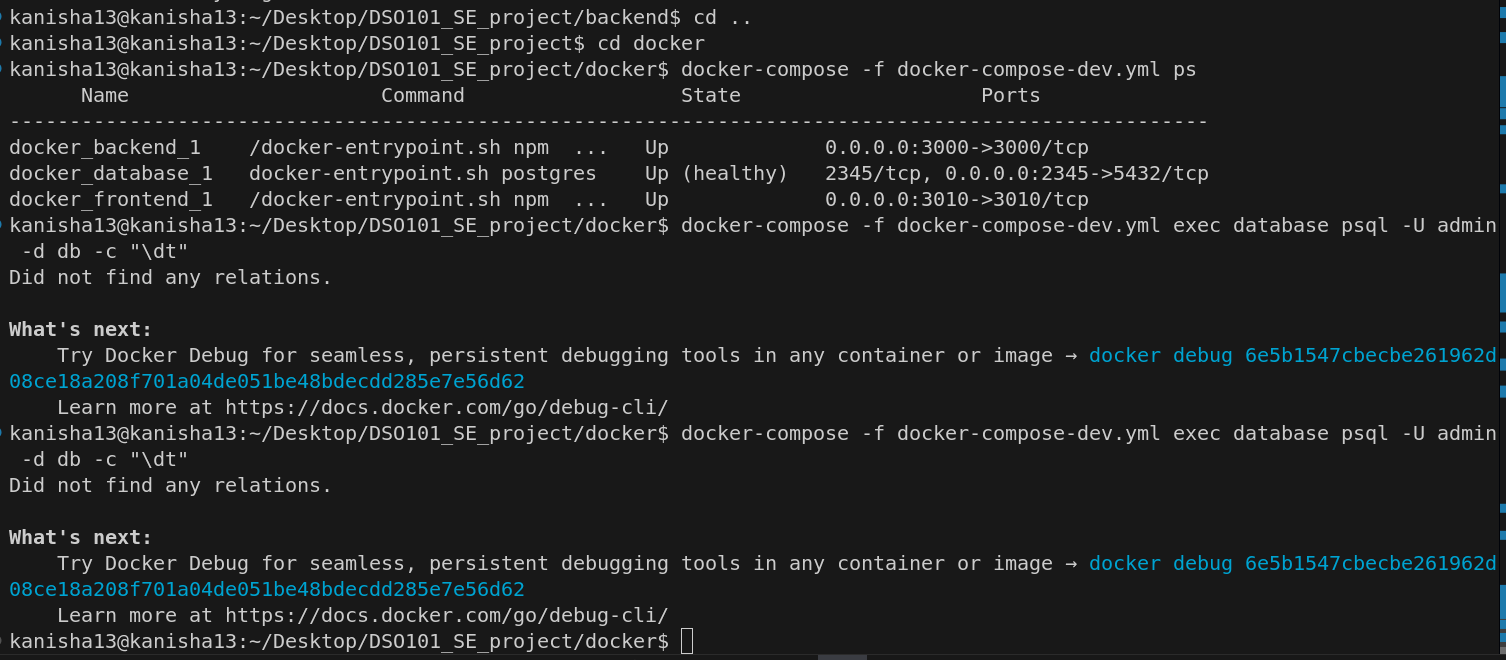 kanisha13@kanisha13:~/Desktop/DSO101_SE_project/backend$ cd ..
kanisha13@kanisha13:~/Desktop/DSO101_SE_project$ cd docker
kanisha13@kanisha13:~/Desktop/DSO101_SE_project/docker$ docker-compose -f docker-compose-dev.yml ps
      Name                     Command                  State                    Ports
----------------------------------------------------------------------------------------------------
docker_backend_1    /docker-entrypoint.sh npm  ...   Up             0.0.0.0:3000->3000/tcp
docker_database_1   docker-entrypoint.sh postgres    Up (healthy)   2345/tcp, 0.0.0.0:2345->5432/tcp
docker_frontend_1   /docker-entrypoint.sh npm  ...   Up             0.0.0.0:3010->3010/tcp
kanisha13@kanisha13:~/Desktop/DSO101_SE_project/docker$ docker-compose -f docker-compose-dev.yml exec database psql -U admin
 -d db -c "\dt"
Did not find any relations.

What's next:
    Try Docker Debug for seamless, persistent debugging tools in any container or image → docker debug 6e5b1547cbecbe261962d
08ce18a208f701a04de051be48bdecdd285e7e56d62
    Learn more at https://docs.docker.com/go/debug-cli/
kanisha13@kanisha13:~/Desktop/DSO101_SE_project/docker$ docker-compose -f docker-compose-dev.yml exec database psql -U admin
 -d db -c "\dt"
Did not find any relations.

What's next:
    Try Docker Debug for seamless, persistent debugging tools in any container or image → docker debug 6e5b1547cbecbe261962d
08ce18a208f701a04de051be48bdecdd285e7e56d62
    Learn more at https://docs.docker.com/go/debug-cli/
kanisha13@kanisha13:~/Desktop/DSO101_SE_project/docker$